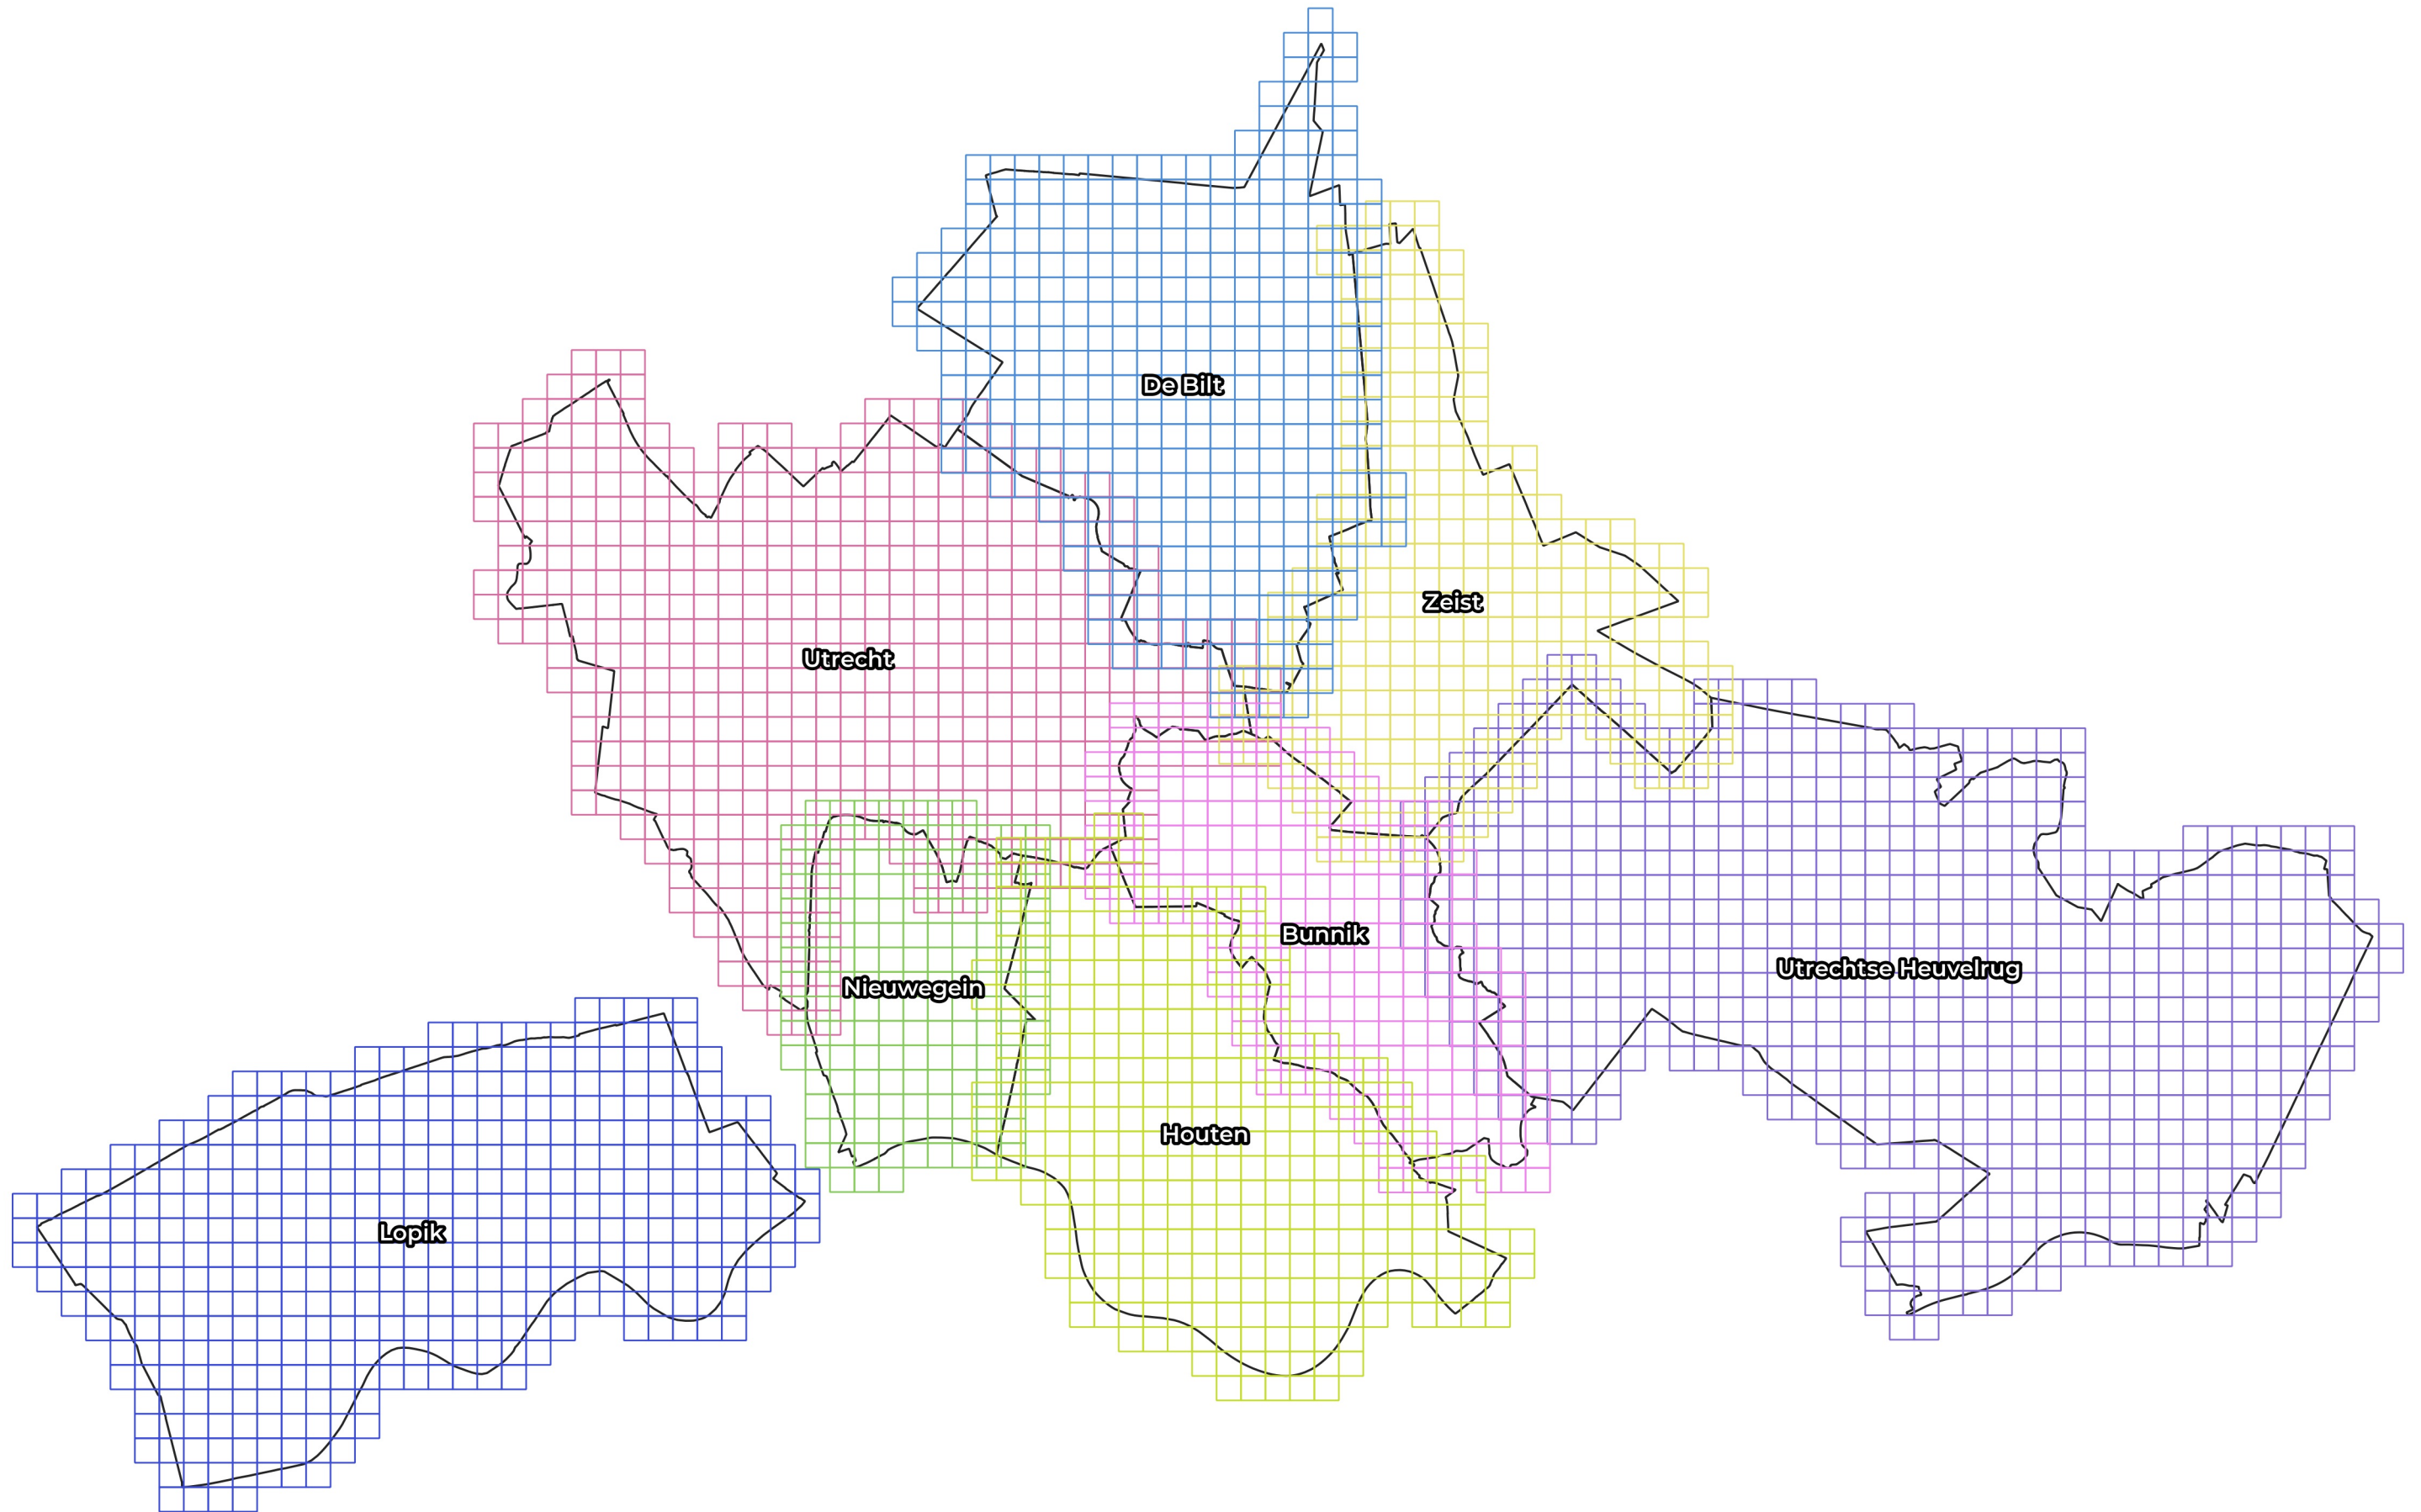 De Bilt
Zeist
Utrecht
Bunnik
Utrechtse Heuvelrug
Nieuwegein
Houten
Lopik